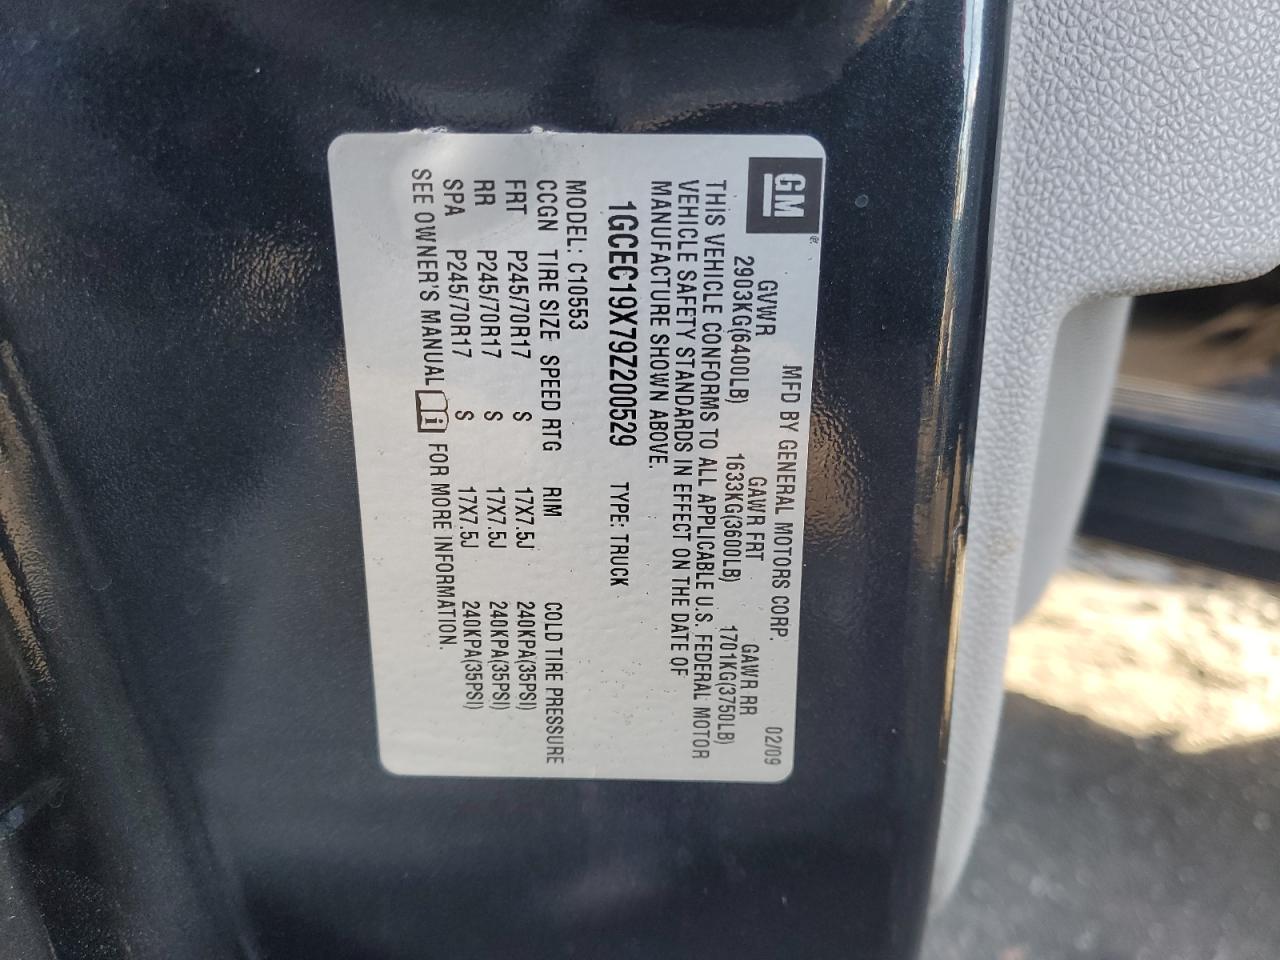 GM®
MFD BY GENERAL MOTORS CORP. 02/09
GVWR GAWR FRT GAWR RR
2903KG(6400LB) 1633KG(3600LB) 1701KG(3750LB)
THIS VEHICLE CONFORMS TO ALL APPLICABLE U.S. FEDERAL MOTOR
VEHICLE SAFETY STANDARDS IN EFFECT ON THE DATE OF
MANUFACTURE SHOWN ABOVE.
1GCEC19X79Z200529 TYPE: TRUCK
MODEL: C10553
CCGN TIRE SIZE SPEED RTG RIM COLD TIRE PRESSURE
FRT P245/70R17 S 17X7.5J 240KPA(35PSI)
RR P245/70R17 S 17X7.5J 240KPA(35PSI)
SPA P245/70R17 S 17X7.5J 240KPA(35PSI)
SEE OWNER'S MANUAL i FOR MORE INFORMATION.